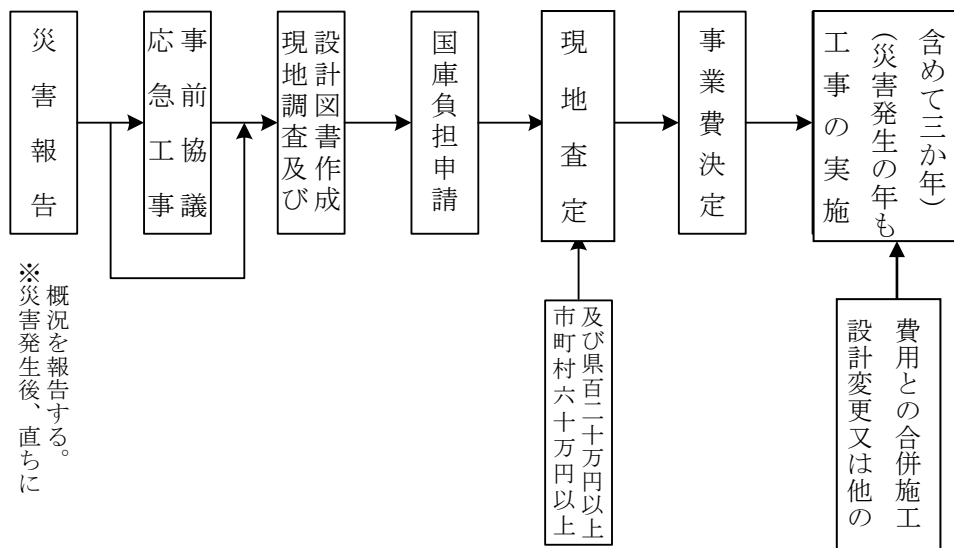 災害報告
応急工事
事前協議
現地調査及び
設計図書作成
国庫負担申請
現地査定
事業費決定
工事の実施
(災害発生の年も
含めて三か年)
※災害発生後、直ちに
概況を報告する。
市町村六十万円以上
及び県百二十万円以上
設計変更又は他の
費用との合併施工